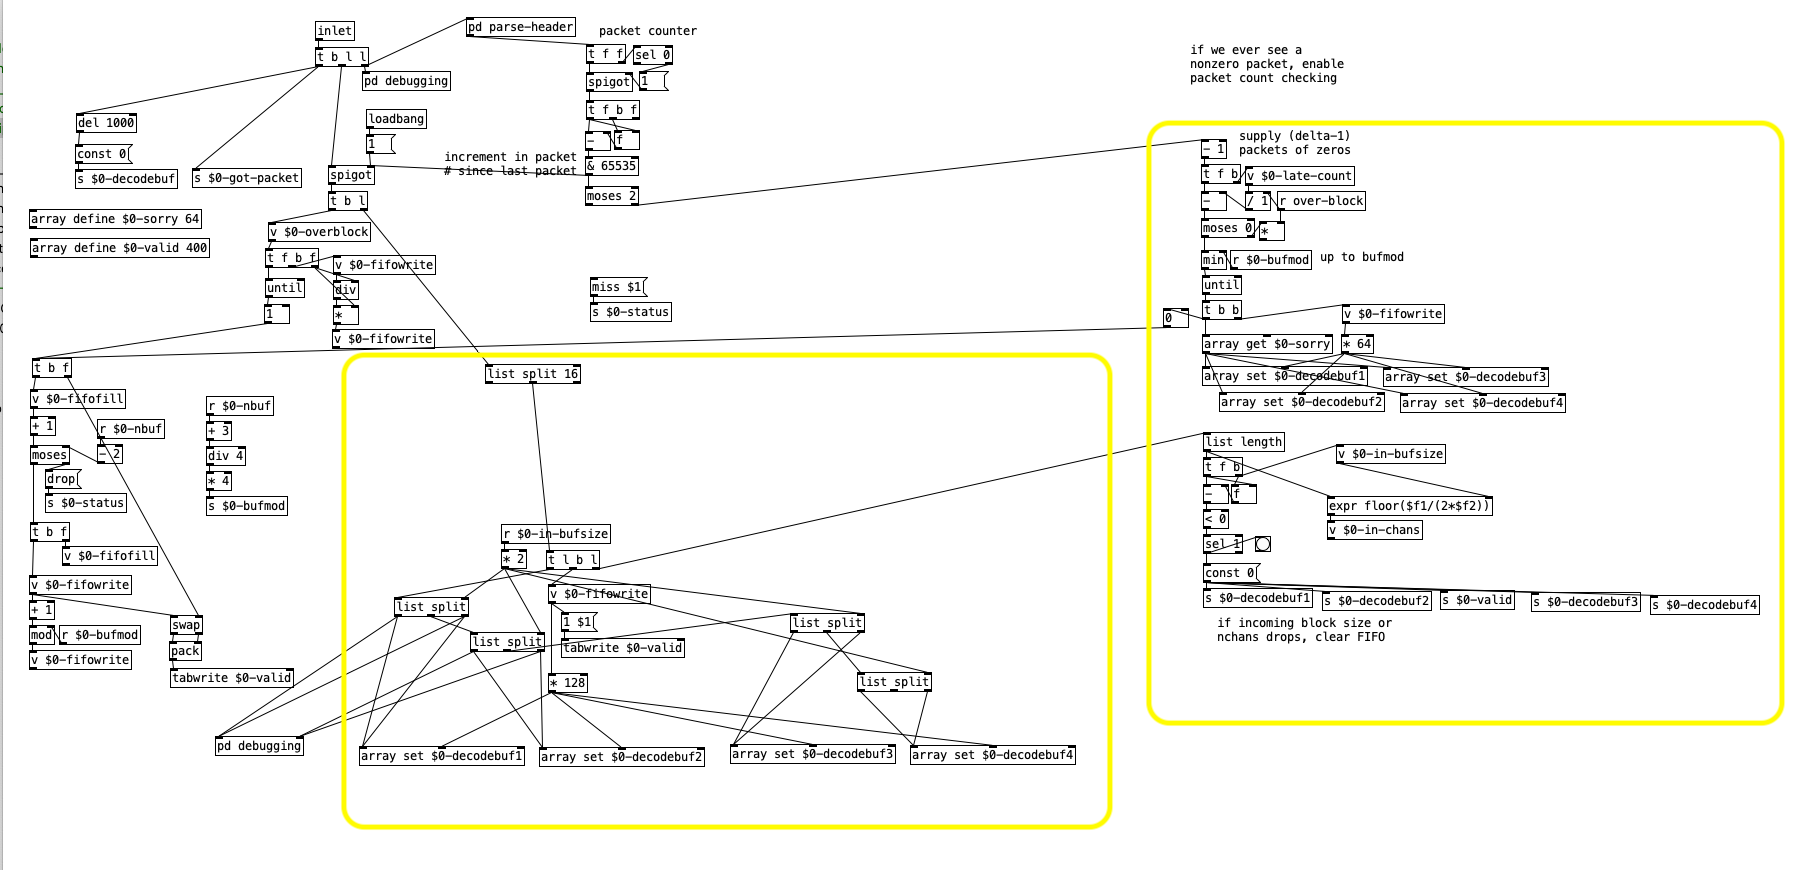 inlet
t b l l
pd parse-header
packet counter
t f f
sel 0
pd debugging
spigot
1
if we ever see a
nonzero packet, enable
packet count checking
del 1000
loadbang
t f b f
const 0
1
-
f
s $0-decodebuf
s $0-got-packet
increment in packet
# since last packet
& 65535
spigot
moses 2
t b l
array define $0-sorry 64
array define $0-valid 400
v $0-overblock
t f b f
v $0-fifowrite
until
div
1
*
v $0-fifowrite
miss $1
s $0-status
- 1
supply (delta-1)
packets of zeros
t f b
v $0-late-count
-
/ 1
r over-block
moses 0
*
min
r $0-bufmod
up to bufmod
until
0
t b b
v $0-fifowrite
array get $0-sorry
* 64
array set $0-decodebuf1
array set $0-decodebuf3
array set $0-decodebuf2
array set $0-decodebuf4
t b f
v $0-fifofill
+ 1
r $0-nbuf
moses
- 2
drop
s $0-status
t b f
v $0-fifofill
v $0-fifowrite
+ 1
mod
r $0-bufmod
v $0-fifowrite
swap
pack
tabwrite $0-valid
r $0-nbuf
+ 3
div 4
* 4
s $0-bufmod
list split 16
r $0-in-bufsize
* 2
t l b l
list split
v $0-fifowrite
1 $1
list split
list split
tabwrite $0-valid
* 128
list split
pd debugging
array set $0-decodebuf1
array set $0-decodebuf2
array set $0-decodebuf3
array set $0-decodebuf4
list length
v $0-in-bufsize
t f b
-
f
expr floor($f1/(2*$f2))
< 0
v $0-in-chans
sel 1
const 0
s $0-decodebuf1
s $0-decodebuf2
s $0-valid
s $0-decodebuf3
s $0-decodebuf4
if incoming block size or
nchans drops, clear FIFO